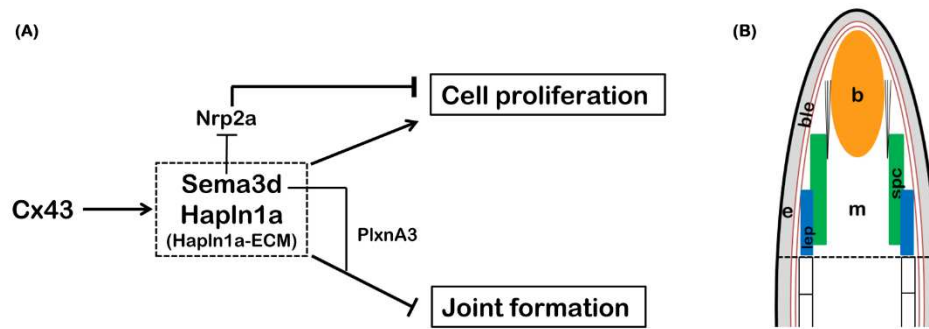 (A)
Nrp2a
Cell proliferation
Cx43
Sema3d
Hapln1a
(Hapln1a-ECM)
PlxnA3
Joint formation
(B)
b
ble
spc
e
m
lep